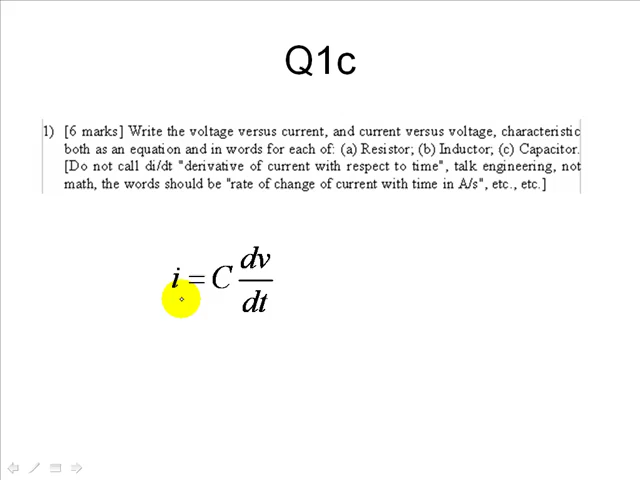 Q1c
1) [6 marks] Write the voltage versus current, and current versus voltage, characteristic
both as an equation and in words for each of: (a) Resistor; (b) Inductor; (c) Capacitor.
[Do not call di/dt "derivative of current with respect to time", talk engineering, not
math, the words should be "rate of change of current with time in A/s", etc., etc.]
i = C dv/dt